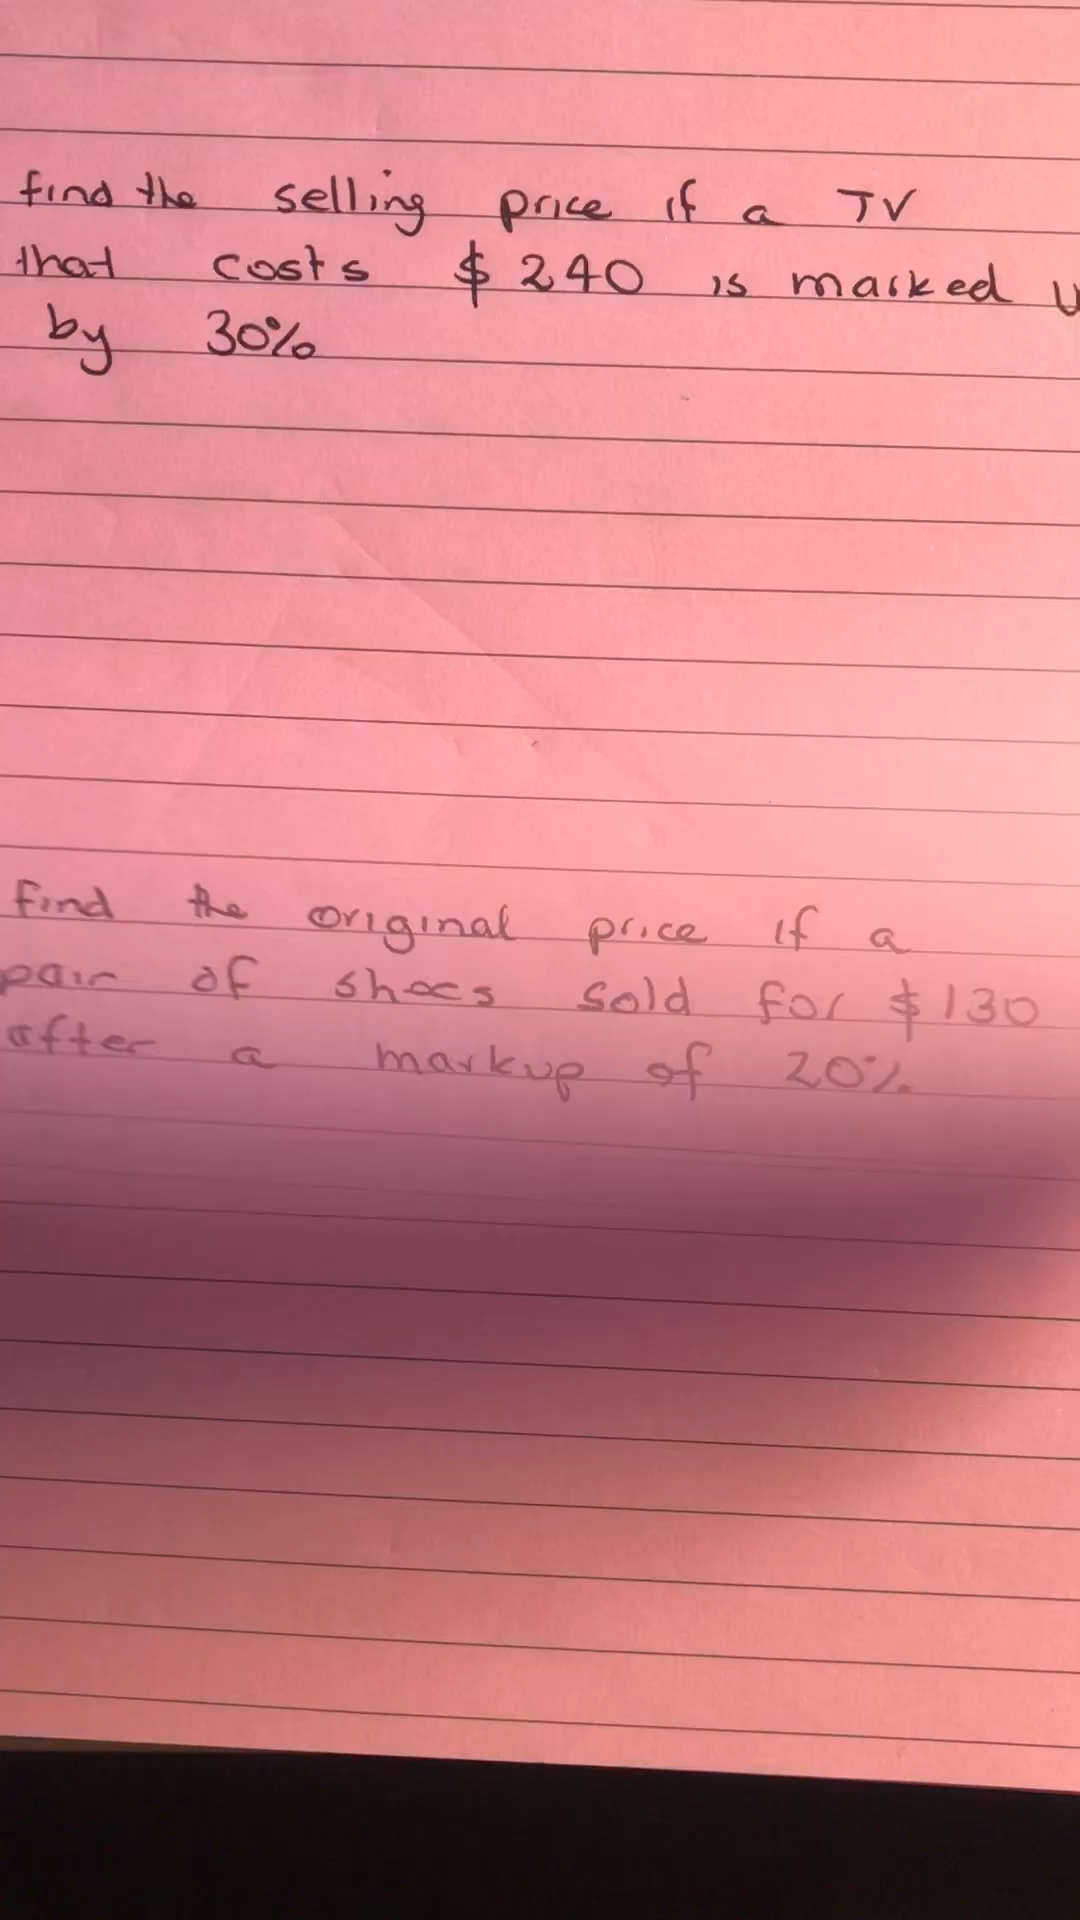 find the selling price if a TV
that costs $240 is marked
by 30%
Find the original price if a
pair of shoes sold for $130
after a markup of 20%